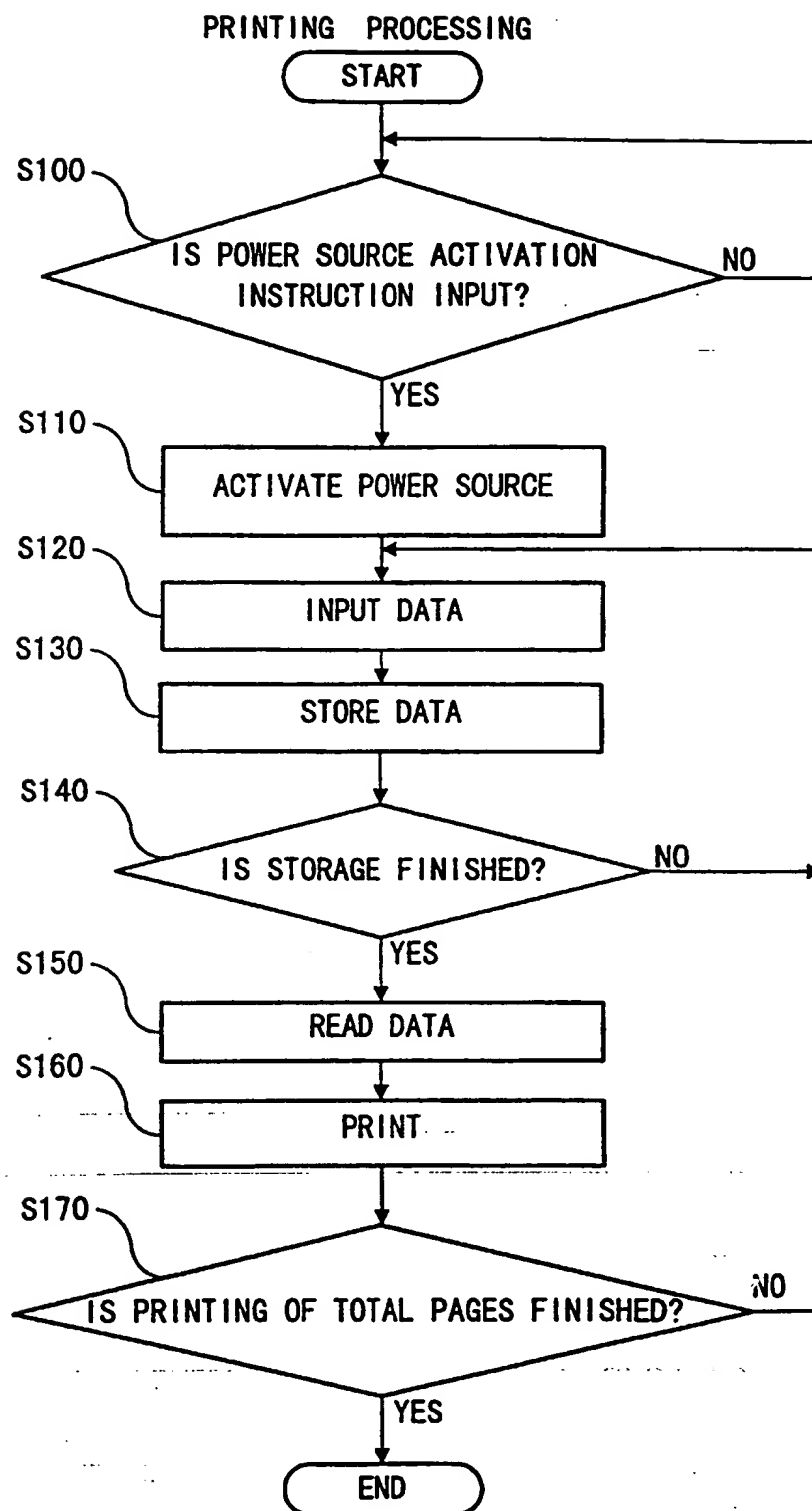 PRINTING PROCESSING
START
S100
IS POWER SOURCE ACTIVATION
INSTRUCTION INPUT?
NO
YES
S110
ACTIVATE POWER SOURCE
S120
INPUT DATA
S130
STORE DATA
S140
IS STORAGE FINISHED?
NO
YES
S150
READ DATA
S160
PRINT
S170
IS PRINTING OF TOTAL PAGES FINISHED?
NO
YES
END